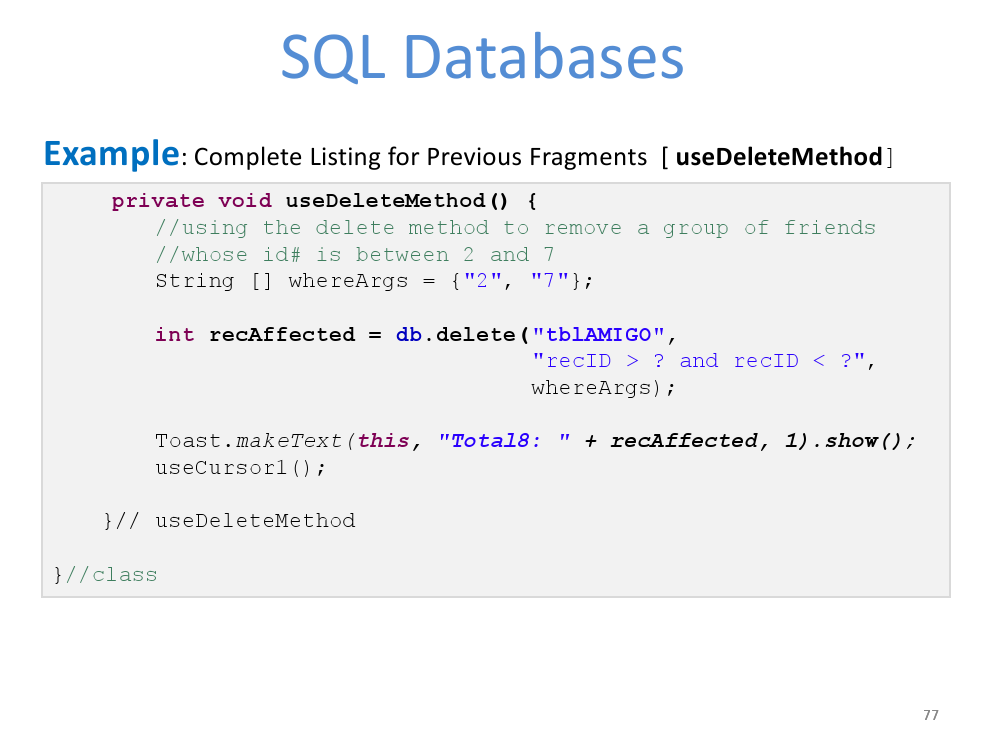 SQL Databases
Example: Complete Listing for Previous Fragments [ useDeleteMethod ]
private void useDeleteMethod() {
//using the delete method to remove a group of friends
//whose id# is between 2 and 7
String [] whereArgs = {"2", "7"};
int recAffected = db.delete("tblAMIGO",
"recID > ? and recID < ?",
whereArgs);
Toast.makeText(this, "Total8: " + recAffected, 1).show();
useCursor1();
}// useDeleteMethod
}//class
77